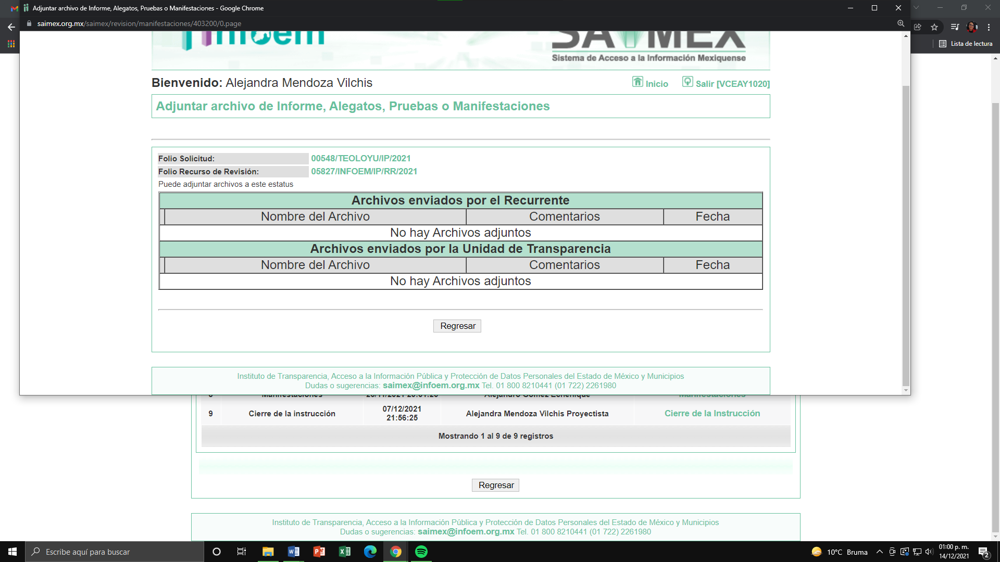 Adjuntar archivo de Informe, Alegatos, Pruebas o Manifestaciones - Google Chrome
saimex.org.mx/saimex/revision/manifestaciones/403200/0.page
Lista de lectura
infoem
SAIMEX
Sistema de Acceso a la Información Mexiquense
Bienvenido: Alejandra Mendoza Vilchis
Inicio
Salir [VCEAY1020]
Adjuntar archivo de Informe, Alegatos, Pruebas o Manifestaciones
Folio Solicitud: 00548/TEOLOYU/IP/2021
Folio Recurso de Revisión: 05827/INFOEM/IP/RR/2021
Puede adjuntar archivos a este estatus
Archivos enviados por el Recurrente
Nombre del Archivo Comentarios Fecha
No hay Archivos adjuntos
Archivos enviados por la Unidad de Transparencia
Nombre del Archivo Comentarios Fecha
No hay Archivos adjuntos
Regresar
Instituto de Transparencia, Acceso a la Información Pública y Protección de Datos Personales del Estado de México y Municipios
Dudas o sugerencias: saimex@infoem.org.mx Tel. 01 800 8210441 (01 722) 2261980
Manifestaciones Alejandro Gómez Echenique Manifestaciones
9 Cierre de la instrucción 07/12/2021 21:56:25 Alejandra Mendoza Vilchis Proyectista Cierre de la Instrucción
Mostrando 1 al 9 de 9 registros
Regresar
Instituto de Transparencia, Acceso a la Información Pública y Protección de Datos Personales del Estado de México y Municipios
Dudas o sugerencias: saimex@infoem.org.mx Tel. 01 800 8210441 (01 722) 2261980
Escribe aquí para buscar
10°C Bruma
01:00 p. m.
14/12/2021
2